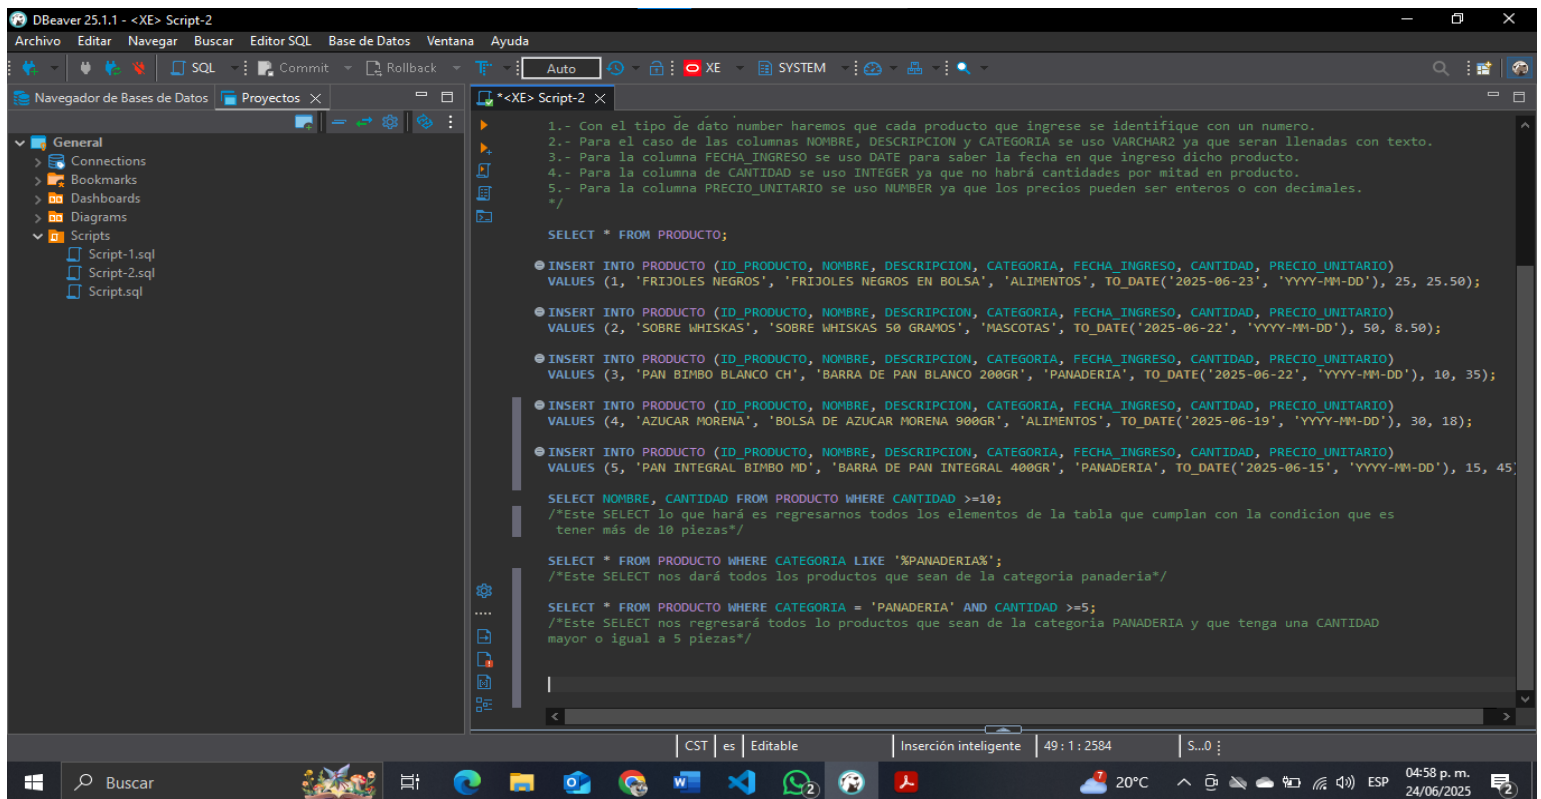 DBeaver 25.1.1 - <XE> Script-2
Archivo Editar Navegar Buscar Editor SQL Base de Datos Ventana Ayuda
SQL Commit Rollback Auto XE SYSTEM
Navegador de Bases de Datos Proyectos
*<XE> Script-2
General
Connections
Bookmarks
Dashboards
Diagrams
Scripts
Script-1.sql
Script-2.sql
Script.sql
1.- Con el tipo de dato number haremos que cada producto que ingrese se identifique con un numero.
2.- Para el caso de las columnas NOMBRE, DESCRIPCION y CATEGORIA se uso VARCHAR2 ya que seran llenadas con texto.
3.- Para la columna FECHA_INGRESO se uso DATE para saber la fecha en que ingreso dicho producto.
4.- Para la columna de CANTIDAD se uso INTEGER ya que no habrá cantidades por mitad en producto.
5.- Para la columna PRECIO_UNITARIO se uso NUMBER ya que los precios pueden ser enteros o con decimales.
*/
SELECT * FROM PRODUCTO;
INSERT INTO PRODUCTO (ID_PRODUCTO, NOMBRE, DESCRIPCION, CATEGORIA, FECHA_INGRESO, CANTIDAD, PRECIO_UNITARIO)
VALUES (1, 'FRIJOLES NEGROS', 'FRIJOLES NEGROS EN BOLSA', 'ALIMENTOS', TO_DATE('2025-06-23', 'YYYY-MM-DD'), 25, 25.50);
INSERT INTO PRODUCTO (ID_PRODUCTO, NOMBRE, DESCRIPCION, CATEGORIA, FECHA_INGRESO, CANTIDAD, PRECIO_UNITARIO)
VALUES (2, 'SOBRE WHISKAS', 'SOBRE WHISKAS 50 GRAMOS', 'MASCOTAS', TO_DATE('2025-06-22', 'YYYY-MM-DD'), 50, 8.50);
INSERT INTO PRODUCTO (ID_PRODUCTO, NOMBRE, DESCRIPCION, CATEGORIA, FECHA_INGRESO, CANTIDAD, PRECIO_UNITARIO)
VALUES (3, 'PAN BIMBO BLANCO CH', 'BARRA DE PAN BLANCO 200GR', 'PANADERIA', TO_DATE('2025-06-22', 'YYYY-MM-DD'), 10, 35);
INSERT INTO PRODUCTO (ID_PRODUCTO, NOMBRE, DESCRIPCION, CATEGORIA, FECHA_INGRESO, CANTIDAD, PRECIO_UNITARIO)
VALUES (4, 'AZUCAR MORENA', 'BOLSA DE AZUCAR MORENA 900GR', 'ALIMENTOS', TO_DATE('2025-06-19', 'YYYY-MM-DD'), 30, 18);
INSERT INTO PRODUCTO (ID_PRODUCTO, NOMBRE, DESCRIPCION, CATEGORIA, FECHA_INGRESO, CANTIDAD, PRECIO_UNITARIO)
VALUES (5, 'PAN INTEGRAL BIMBO MD', 'BARRA DE PAN INTEGRAL 400GR', 'PANADERIA', TO_DATE('2025-06-15', 'YYYY-MM-DD'), 15, 45)
SELECT NOMBRE, CANTIDAD FROM PRODUCTO WHERE CANTIDAD >=10;
/*Este SELECT lo que hará es regresarnos todos los elementos de la tabla que cumplan con la condicion que es
tener más de 10 piezas*/
SELECT * FROM PRODUCTO WHERE CATEGORIA LIKE '%PANADERIA%';
/*Este SELECT nos dará todos los productos que sean de la categoria panaderia*/
SELECT * FROM PRODUCTO WHERE CATEGORIA = 'PANADERIA' AND CANTIDAD >=5;
/*Este SELECT nos regresará todos lo productos que sean de la categoria PANADERIA y que tenga una CANTIDAD
mayor o igual a 5 piezas*/
CST es Editable Inserción inteligente 49 : 1 : 2584 S...0
Buscar 20°C ESP 04:58 p. m.
24/06/2025